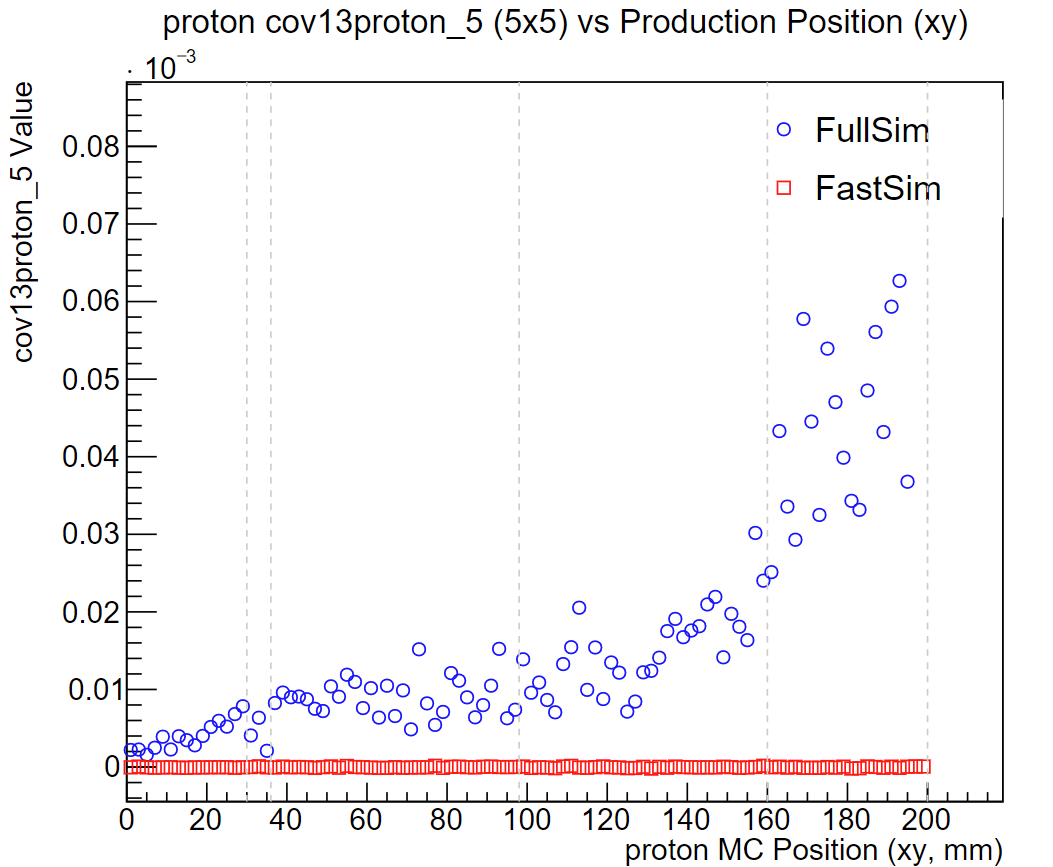 proton cov13proton_5 (5x5) vs Production Position (xy)
· 10⁻³
cov13proton_5 Value
0.08
0.07
0.06
0.05
0.04
0.03
0.02
0.01
0
FullSim
FastSim
0 20 40 60 80 100 120 140 160 180 200
proton MC Position (xy, mm)